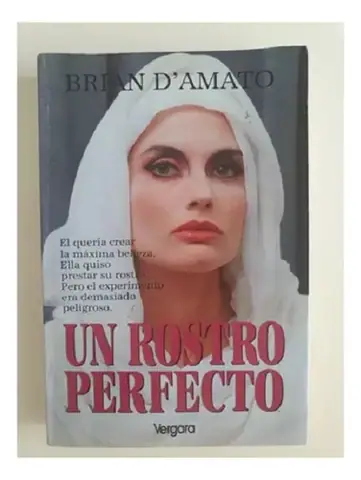 BRIAN D'AMATO
El quería crear
la máxima belleza.
Ella quiso
prestar su rostro.
Pero el experimento
era demasiado
peligroso.
UN ROSTRO
PERFECTO
Vergara